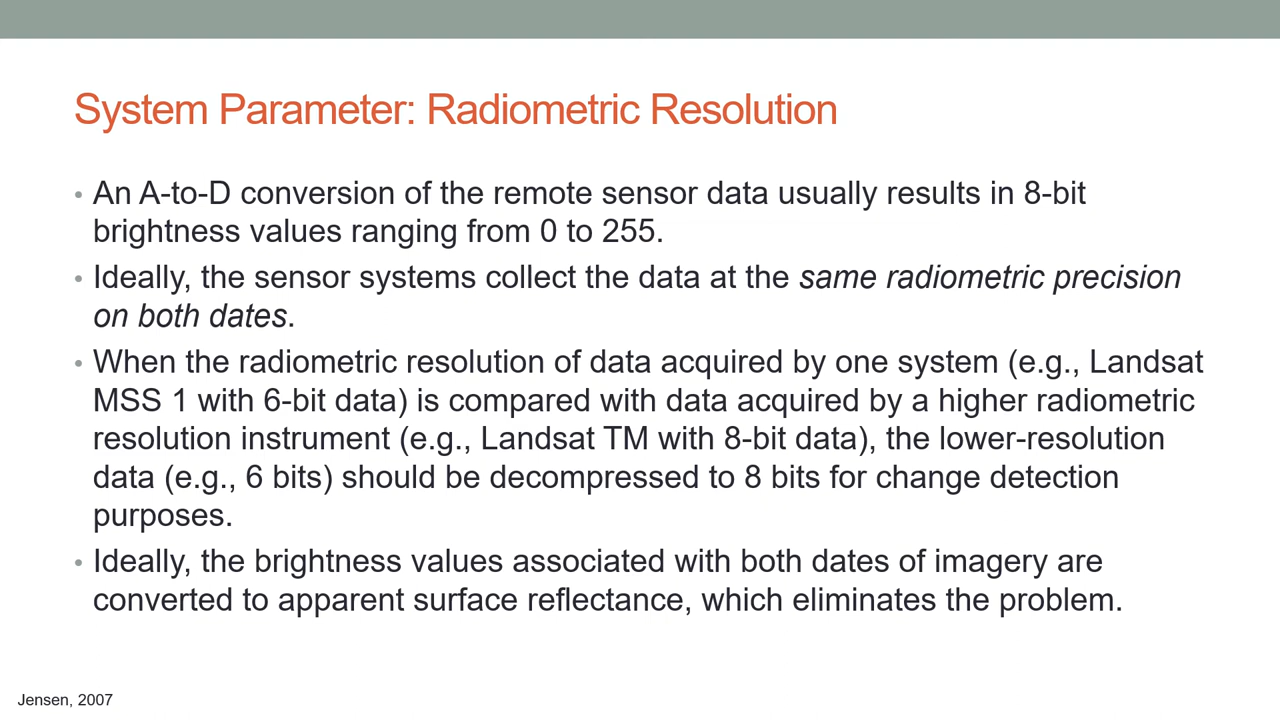 System Parameter: Radiometric Resolution
• An A-to-D conversion of the remote sensor data usually results in 8-bit
brightness values ranging from 0 to 255.
• Ideally, the sensor systems collect the data at the same radiometric precision
on both dates.
• When the radiometric resolution of data acquired by one system (e.g., Landsat
MSS 1 with 6-bit data) is compared with data acquired by a higher radiometric
resolution instrument (e.g., Landsat TM with 8-bit data), the lower-resolution
data (e.g., 6 bits) should be decompressed to 8 bits for change detection
purposes.
• Ideally, the brightness values associated with both dates of imagery are
converted to apparent surface reflectance, which eliminates the problem.
Jensen, 2007